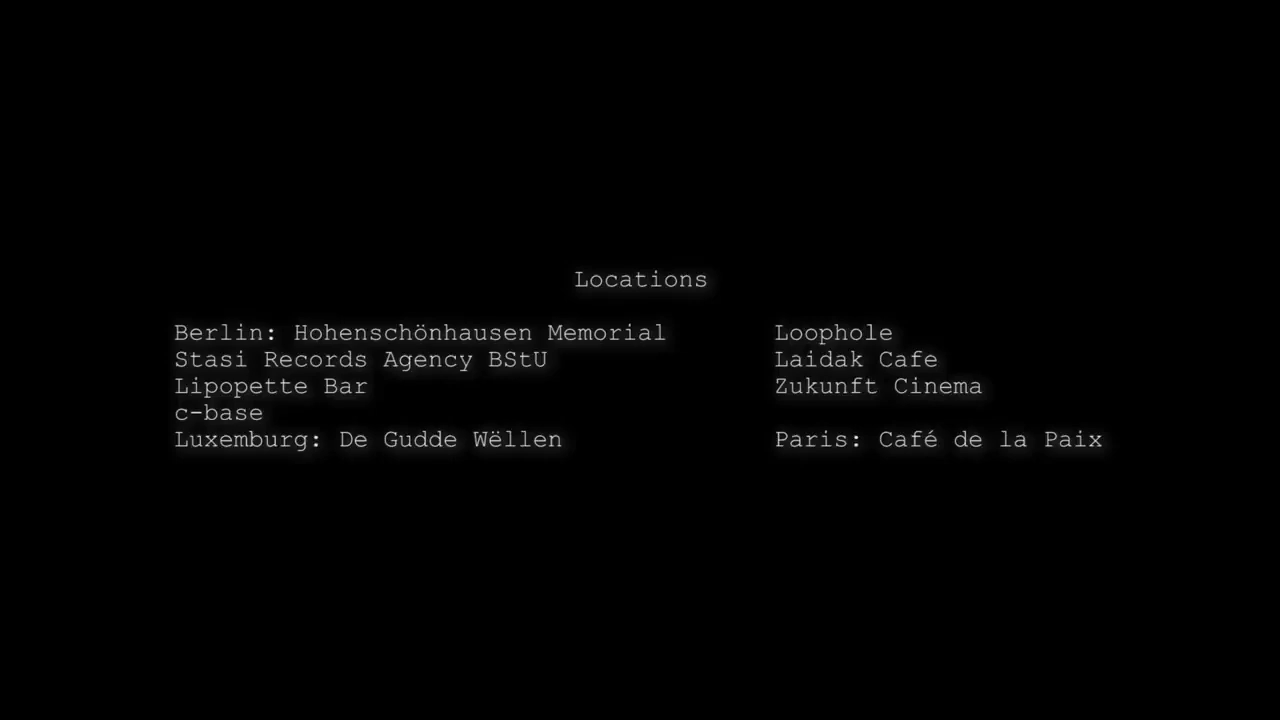 Locations
Berlin: Hohenschönhausen Memorial
Stasi Records Agency BStU
Lipopette Bar
c-base
Luxemburg: De Gudde Wëllen
Loophole
Laidak Cafe
Zukunft Cinema
Paris: Café de la Paix